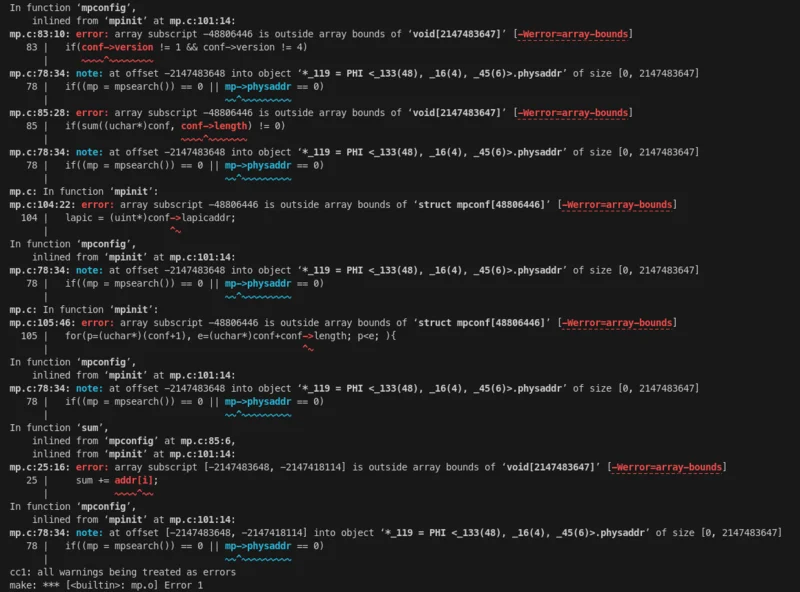 In function ‘mpconfig’,
    inlined from ‘mpinit’ at mp.c:101:14:
mp.c:83:10: error: array subscript -48806446 is outside array bounds of ‘void[2147483647]’ [-Werror=array-bounds]
   83 |   if(conf->version != 1 && conf->version != 4)
      |      ~~~~^~~~~~~~~
mp.c:78:34: note: at offset -2147483648 into object ‘*_119 = PHI <_133(48), _16(4), _45(6)>.physaddr’ of size [0, 2147483647]
   78 |   if((mp = mpsearch()) == 0 || mp->physaddr == 0)
      |                                ~~^~~~~~~~~~
mp.c:85:28: error: array subscript -48806446 is outside array bounds of ‘void[2147483647]’ [-Werror=array-bounds]
   85 |   if(sum((uchar*)conf, conf->length) != 0)
      |                        ~~~~^~~~~~~~
mp.c:78:34: note: at offset -2147483648 into object ‘*_119 = PHI <_133(48), _16(4), _45(6)>.physaddr’ of size [0, 2147483647]
   78 |   if((mp = mpsearch()) == 0 || mp->physaddr == 0)
      |                                ~~^~~~~~~~~~
mp.c: In function ‘mpinit’:
mp.c:104:22: error: array subscript -48806446 is outside array bounds of ‘struct mpconf[48806446]’ [-Werror=array-bounds]
  104 |   lapic = (uint*)conf->lapicaddr;
      |                      ^~
In function ‘mpconfig’,
    inlined from ‘mpinit’ at mp.c:101:14:
mp.c:78:34: note: at offset -2147483648 into object ‘*_119 = PHI <_133(48), _16(4), _45(6)>.physaddr’ of size [0, 2147483647]
   78 |   if((mp = mpsearch()) == 0 || mp->physaddr == 0)
      |                                ~~^~~~~~~~~~
mp.c: In function ‘mpinit’:
mp.c:105:46: error: array subscript -48806446 is outside array bounds of ‘struct mpconf[48806446]’ [-Werror=array-bounds]
  105 |   for(p=(uchar*)(conf+1), e=(uchar*)conf+conf->length; p<e; ){
      |                                              ^~
In function ‘mpconfig’,
    inlined from ‘mpinit’ at mp.c:101:14:
mp.c:78:34: note: at offset -2147483648 into object ‘*_119 = PHI <_133(48), _16(4), _45(6)>.physaddr’ of size [0, 2147483647]
   78 |   if((mp = mpsearch()) == 0 || mp->physaddr == 0)
      |                                ~~^~~~~~~~~~
In function ‘sum’,
    inlined from ‘mpconfig’ at mp.c:85:6,
    inlined from ‘mpinit’ at mp.c:101:14:
mp.c:25:16: error: array subscript [-2147483648, -2147418114] is outside array bounds of ‘void[2147483647]’ [-Werror=array-bounds]
   25 |     sum += addr[i];
      |            ~~~~^~~
In function ‘mpconfig’,
    inlined from ‘mpinit’ at mp.c:101:14:
mp.c:78:34: note: at offset [-2147483648, -2147418114] into object ‘*_119 = PHI <_133(48), _16(4), _45(6)>.physaddr’ of size [0, 2147483647]
   78 |   if((mp = mpsearch()) == 0 || mp->physaddr == 0)
      |                                ~~^~~~~~~~~~
cc1: all warnings being treated as errors
make: *** [<builtin>: mp.o] Error 1